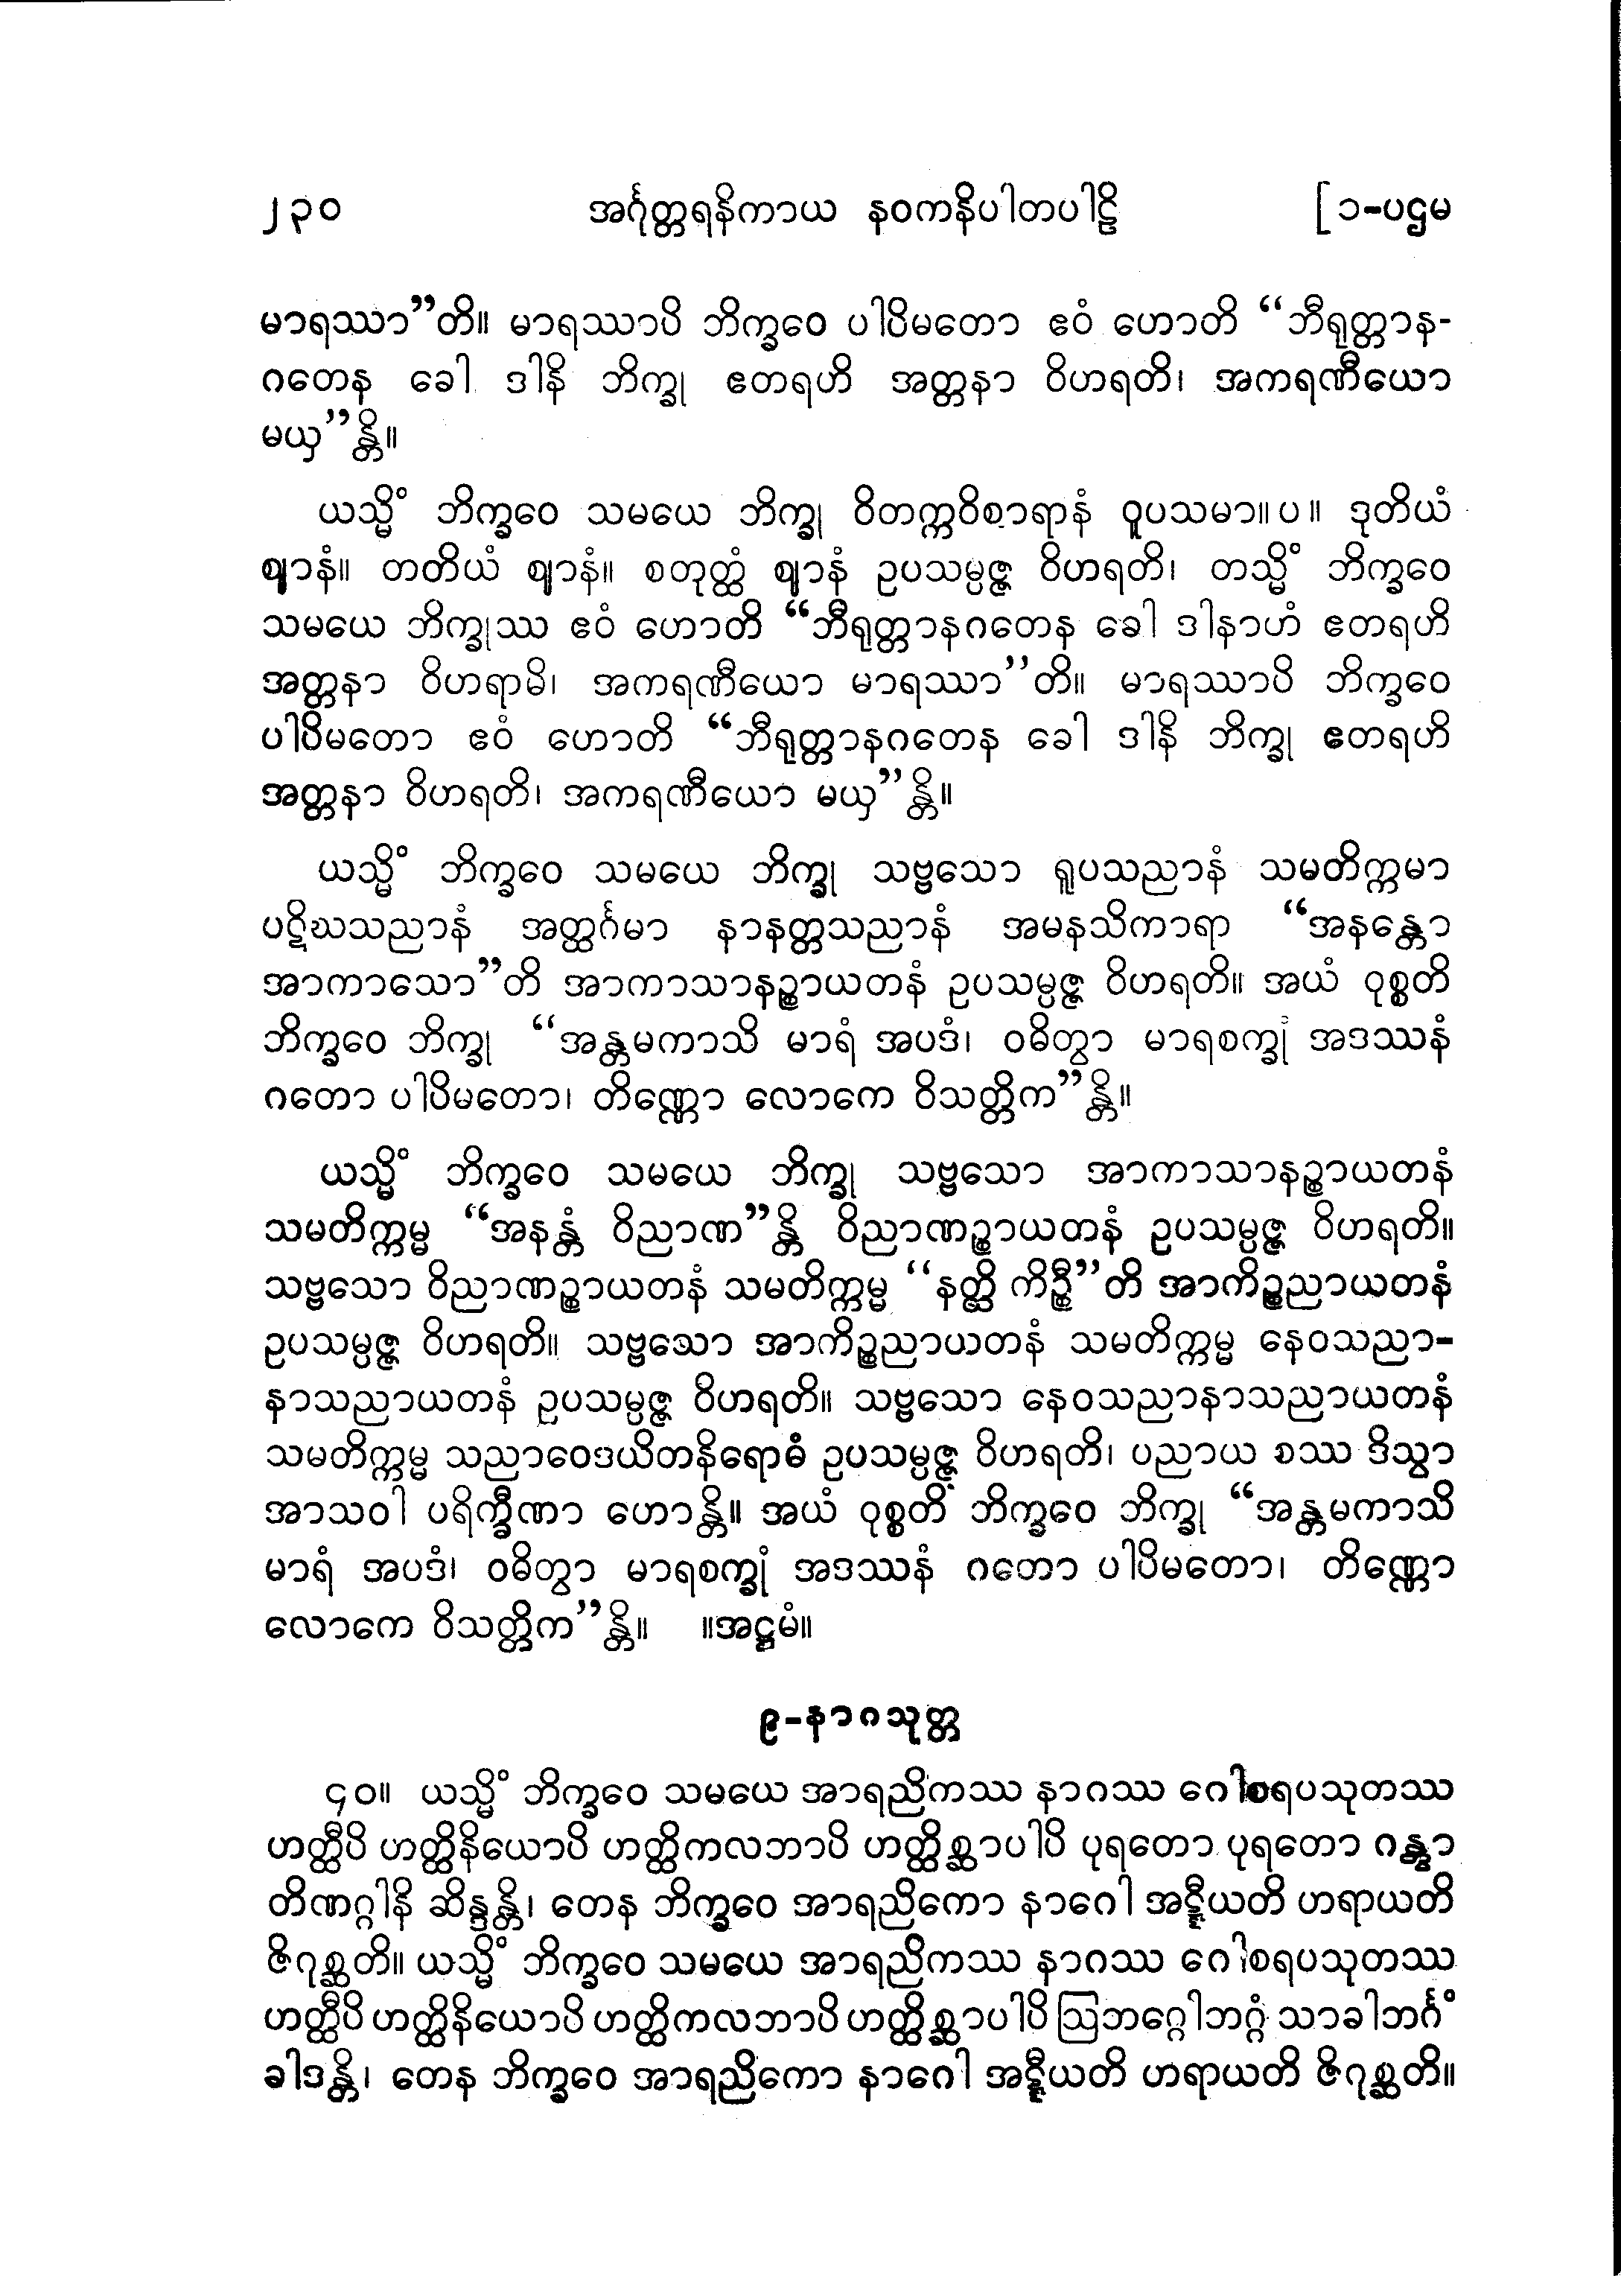 ၂၃၀ အင်္ဂုတ္တရနိကာယ နဝကနိပါတပါဠိ [၁-ပဌမ
မာရဿာ”တိ။ မာရဿာပိ ဘိက္ခဝေ ပါပိမတော ဧဝံ ဟောတိ “ဘီရုတ္တာန-
ဂတေန ခေါ ဒါနိ ဘိက္ခု ဧတရဟိ အတ္တနာ ဝိဟရတိ၊ အကရဏီယော
မယှ”န္တိ။
ယသ္မိံ ဘိက္ခဝေ သမယေ ဘိက္ခု ဝိတက္ကဝိစာရာနံ ဝူပသမာ။ပ။ ဒုတိယံ
ဈာနံ။ တတိယံ ဈာနံ။ စတုတ္ထံ ဈာနံ ဥပသမ္ပဇ္ဇ ဝိဟရတိ၊ တသ္မိံ ဘိက္ခဝေ
သမယေ ဘိက္ခုဿ ဧဝံ ဟောတိ “ဘီရုတ္တာနဂတေန ခေါ ဒါနာဟံ ဧတရဟိ
အတ္တနာ ဝိဟရာမိ၊ အကရဏီယော မာရဿာ”တိ။ မာရဿာပိ ဘိက္ခဝေ
ပါပိမတော ဧဝံ ဟောတိ “ဘီရုတ္တာနဂတေန ခေါ ဒါနိ ဘိက္ခု ဧတရဟိ
အတ္တနာ ဝိဟရတိ၊ အကရဏီယော မယှ”န္တိ။
ယသ္မိံ ဘိက္ခဝေ သမယေ ဘိက္ခု သဗ္ဗသော ရူပသညာနံ သမတိက္ကမာ
ပဋိဃသညာနံ အတ္ထင်္ဂမာ နာနတ္တသညာနံ အမနသိကာရာ “အနန္တော
အာကာသော”တိ အာကာသာနဉ္စာယတနံ ဥပသမ္ပဇ္ဇ ဝိဟရတိ။ အယံ ဝုစ္စတိ
ဘိက္ခဝေ ဘိက္ခု “အန္တမကာသိ မာရံ အပဒံ၊ ဝဓိတွာ မာရစက္ခုံ အဒဿနံ
ဂတော ပါပိမတော၊ တိဏ္ဏော လောကေ ဝိသတ္တိက”န္တိ။
ယသ္မိံ ဘိက္ခဝေ သမယေ ဘိက္ခု သဗ္ဗသော အာကာသာနဉ္စာယတနံ
သမတိက္ကမ္မ “အနန္တံ ဝိညာဏ”န္တိ ဝိညာဏဉ္စာယတနံ ဥပသမ္ပဇ္ဇ ဝိဟရတိ။
သဗ္ဗသော ဝိညာဏဉ္စာယတနံ သမတိက္ကမ္မ “နတ္ထိ ကိဉ္စီ”တိ အာကိဉ္စညာယတနံ
ဥပသမ္ပဇ္ဇ ဝိဟရတိ။ သဗ္ဗသော အာကိဉ္စညာယတနံ သမတိက္ကမ္မ နေဝသညာ-
နာသညာယတနံ ဥပသမ္ပဇ္ဇ ဝိဟရတိ။ သဗ္ဗသော နေဝသညာနာသညာယတနံ
သမတိက္ကမ္မ သညာဝေဒယိတနိရောဓံ ဥပသမ္ပဇ္ဇ ဝိဟရတိ၊ ပညာယ စဿ ဒိသွာ
အာသဝါ ပရိက္ခီဏာ ဟောန္တိ။ အယံ ဝုစ္စတိ ဘိက္ခဝေ ဘိက္ခု “အန္တမကာသိ
မာရံ အပဒံ၊ ဝဓိတွာ မာရစက္ခုံ အဒဿနံ ဂတော ပါပိမတော၊ တိဏ္ဏော
လောကေ ဝိသတ္တိက”န္တိ။ ။အဋ္ဌမံ။
၉-နာဂသုတ္တ
၄၀။ ယသ္မိံ ဘိက္ခဝေ သမယေ အာရညိကဿ နာဂဿ ဂေါစရပသုတဿ
ဟတ္ထီပိ ဟတ္ထိနိယောပိ ဟတ္ထိကလဘာပိ ဟတ္ထိစ္ဆာပါပိ ပုရတော ပုရတော ဂန္တွာ
တိဏဂ္ဂါနိ ဆိန္ဒန္တိ၊ တေန ဘိက္ခဝေ အာရညိကော နာဂေါ အဋ္ဋီယတိ ဟရာယတိ
ဇိဂုစ္ဆတိ။ ယသ္မိံ ဘိက္ခဝေ သမယေ အာရညိကဿ နာဂဿ ဂေါစရပသုတဿ
ဟတ္ထီပိ ဟတ္ထိနိယောပိ ဟတ္ထိကလဘာပိ ဟတ္ထိစ္ဆာပါပိ ဩဘဂ္ဂေါဘဂ္ဂံ သာခါဘင်္ဂံ
ခါဒန္တိ၊ တေန ဘိက္ခဝေ အာရညိကော နာဂေါ အဋ္ဋီယတိ ဟရာယတိ ဇိဂုစ္ဆတိ။